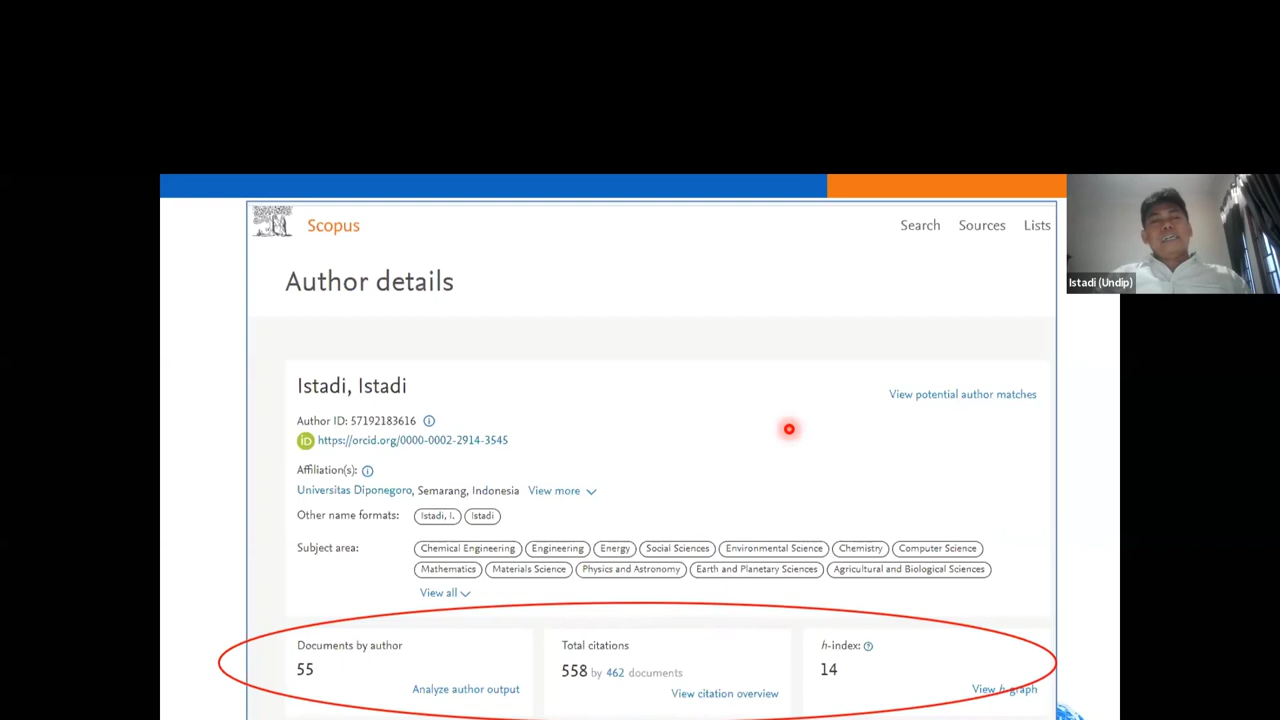 Scopus
Search Sources Lists
Author details
Istadi (Undip)
Istadi, Istadi
View potential author matches
Author ID: 57192183616
iD https://orcid.org/0000-0002-2914-3545
Affiliation(s):
Universitas Diponegoro, Semarang, Indonesia View more
Other name formats: Istadi, I. Istadi
Subject area: Chemical Engineering Engineering Energy Social Sciences Environmental Science Chemistry Computer Science
Mathematics Materials Science Physics and Astronomy Earth and Planetary Sciences Agricultural and Biological Sciences
View all
Documents by author
55
Analyze author output
Total citations
558 by 462 documents
View citation overview
h-index:
14
View h-graph